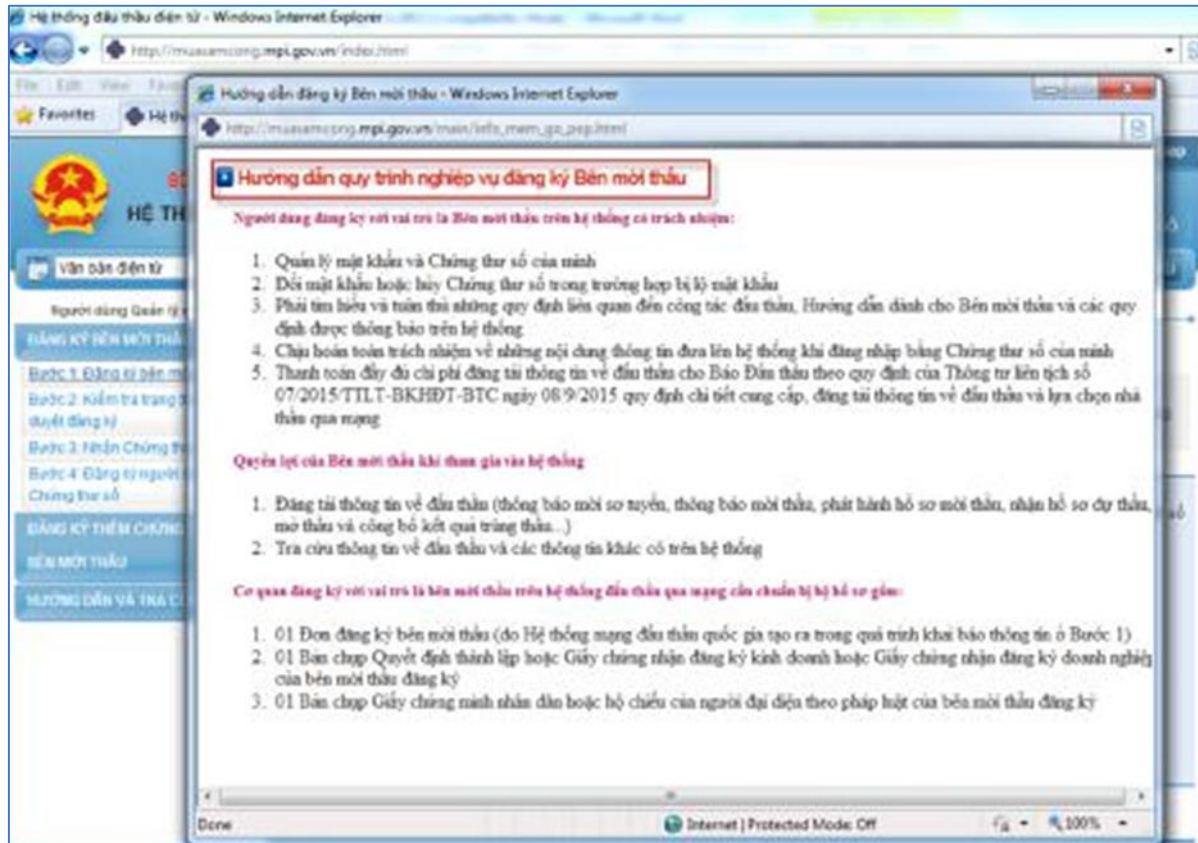 Hệ thống đấu thầu điện tử - Windows Internet Explorer
http://muasamcong.mpi.gov.vn/index.html
File Edit View Favo
Hướng dẫn đăng ký Bên mời thầu - Windows Internet Explorer
Favorites Hệ th
http://muasamcong.mpi.gov.vn/main/info_mem_go_pop.html
Hướng dẫn quy trình nghiệp vụ đăng ký Bên mời thầu
HỆ TH
Người dùng đăng ký với vai trò là Bên mời thầu trên hệ thống có trách nhiệm:
Văn bản điện tử
1. Quản lý mật khẩu và Chứng thư số của mình
2. Đổi mật khẩu hoặc hủy Chứng thư số trong trường hợp bị lộ mật khẩu
3. Phải tìm hiểu và tuân thủ những quy định liên quan đến công tác đấu thầu, Hướng dẫn dành cho Bên mời thầu và các quy
định được thông báo trên hệ thống
4. Chịu hoàn toàn trách nhiệm về những nội dung thông tin đưa lên hệ thống khi đăng nhập bằng Chứng thư số của mình
5. Thanh toán đầy đủ chi phí đăng tải thông tin về đấu thầu cho Báo Đấu thầu theo quy định của Thông tư liên tịch số
07/2015/TTLT-BKHĐT-BTC ngày 08/9/2015 quy định chi tiết cung cấp, đăng tải thông tin về đấu thầu và lựa chọn nhà
thầu qua mạng
Người dùng Quản lý
ĐĂNG KÝ BÊN MỜI THẦ
Bước 1: Đăng ký bên m
Bước 2: Kiểm tra trạng
duyệt đăng ký
Bước 3: Nhận Chứng th
Bước 4: Đăng ký người
Chứng thư số
ĐĂNG KÝ THÊM CHỨNG
BÊN MỜI THẦU
HƯỚNG DẪN VÀ TRA C
Quyền lợi của Bên mời thầu khi tham gia vào hệ thống
1. Đăng tải thông tin về đấu thầu (thông báo mời sơ tuyển, thông báo mời thầu, phát hành hồ sơ mời thầu, nhận hồ sơ dự thầu,
mở thầu và công bố kết quả trúng thầu...)
2. Tra cứu thông tin về đấu thầu và các thông tin khác có trên hệ thống
Cơ quan đăng ký với vai trò là bên mời thầu trên hệ thống đấu thầu qua mạng cần chuẩn bị bộ hồ sơ gồm:
1. 01 Đơn đăng ký bên mời thầu (do Hệ thống mạng đấu thầu quốc gia tạo ra trong quá trình khai báo thông tin ở Bước 1)
2. 01 Bản chụp Quyết định thành lập hoặc Giấy chứng nhận đăng ký kinh doanh hoặc Giấy chứng nhận đăng ký doanh nghiệp
của bên mời thầu đăng ký
3. 01 Bản chụp Giấy chứng minh nhân dân hoặc hộ chiếu của người đại diện theo pháp luật của bên mời thầu đăng ký
Done Internet | Protected Mode: Off 100%